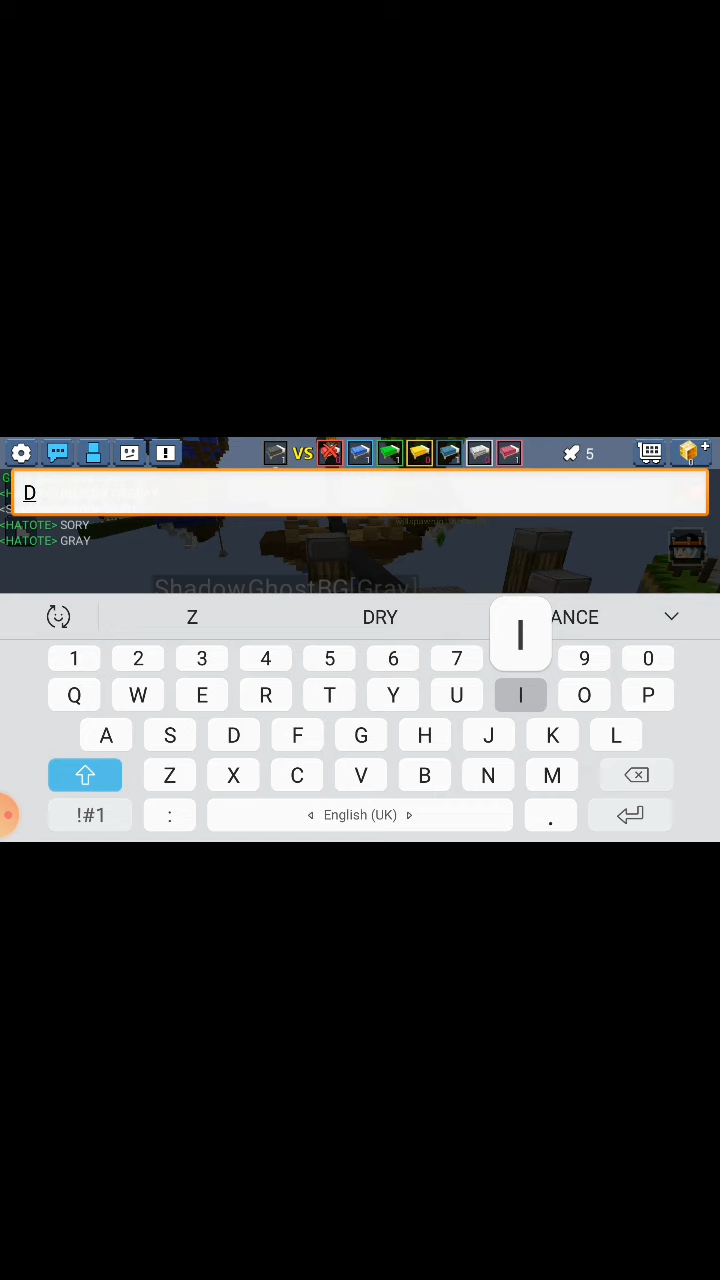 VS
5
D
<HATOTE> SORY
<HATOTE> GRAY
ShadowGhostBG[Gray]
Z DRY ANCE
1 2 3 4 5 6 7 9 0
Q W E R T Y U I O P
A S D F G H J K L
Z X C V B N M
!#1 : English (UK) .